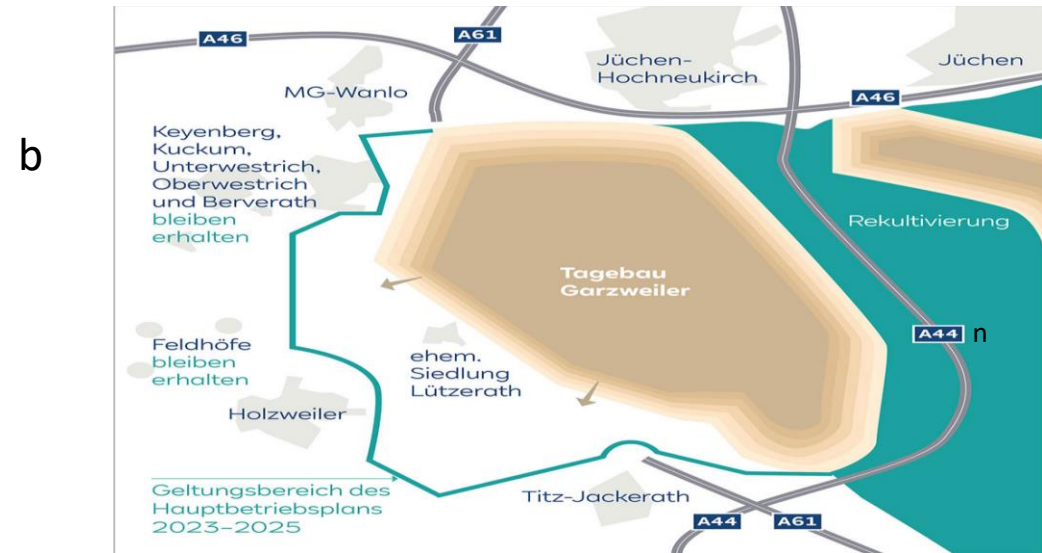 b
A46
A61
Jüchen-
Hochneukirch
Jüchen
MG-Wanlo
A46
Keyenberg,
Kuckum,
Unterwestrich,
Oberwestrich
und Berverath
bleiben
erhalten
Rekultivierung
Tagebau
Garzweiler
A44 n
Feldhöfe
bleiben
erhalten
ehem.
Siedlung
Lützerath
Holzweiler
Geltungsbereich des
Hauptbetriebsplans
2023–2025
Titz-Jackerath
A44
A61